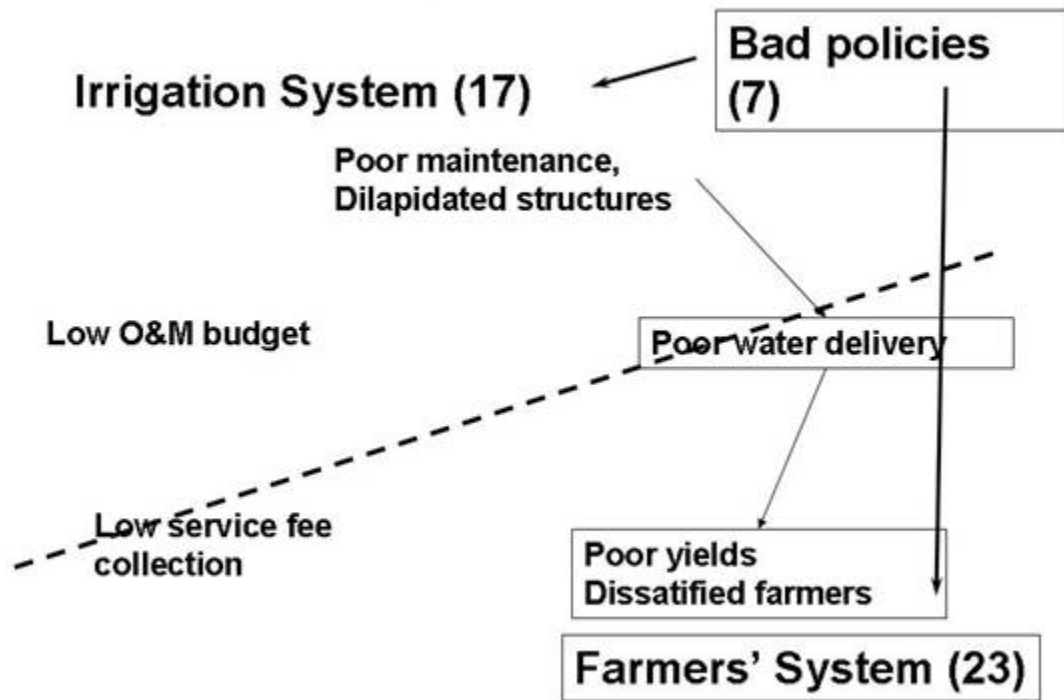 Bad policies
(7)
Irrigation System (17)
Poor maintenance,
Dilapidated structures
Low O&M budget
Poor water delivery
Low service fee
collection
Poor yields
Dissatified farmers
Farmers’ System (23)